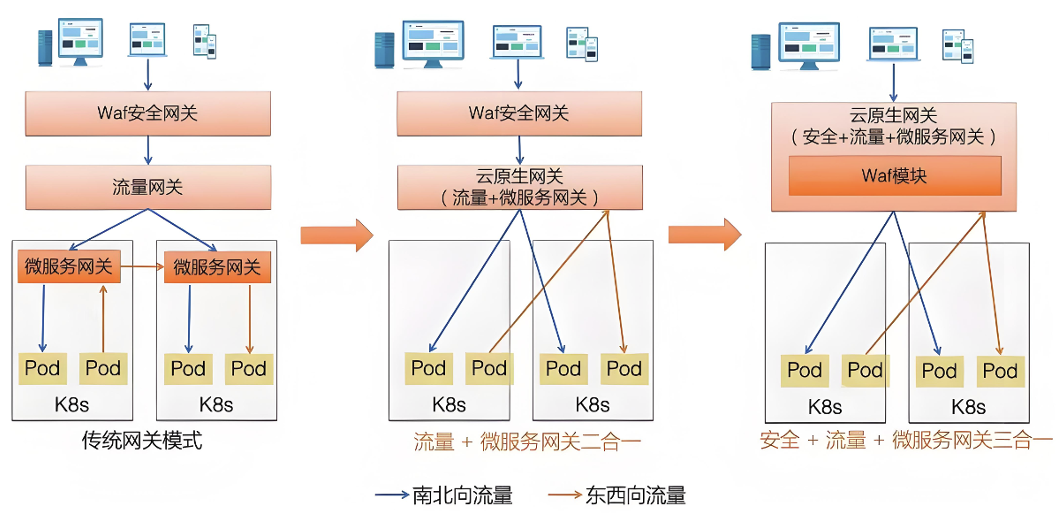 Waf安全网关
流量网关
微服务网关
微服务网关
Pod
Pod
Pod
Pod
K8s
K8s
传统网关模式
Waf安全网关
云原生网关
（流量+微服务网关）
Pod
Pod
Pod
Pod
K8s
K8s
流量 + 微服务网关二合一
云原生网关
（安全+流量+微服务网关）
Waf模块
Pod
Pod
Pod
Pod
K8s
K8s
安全 + 流量 + 微服务网关三合一
南北向流量
东西向流量